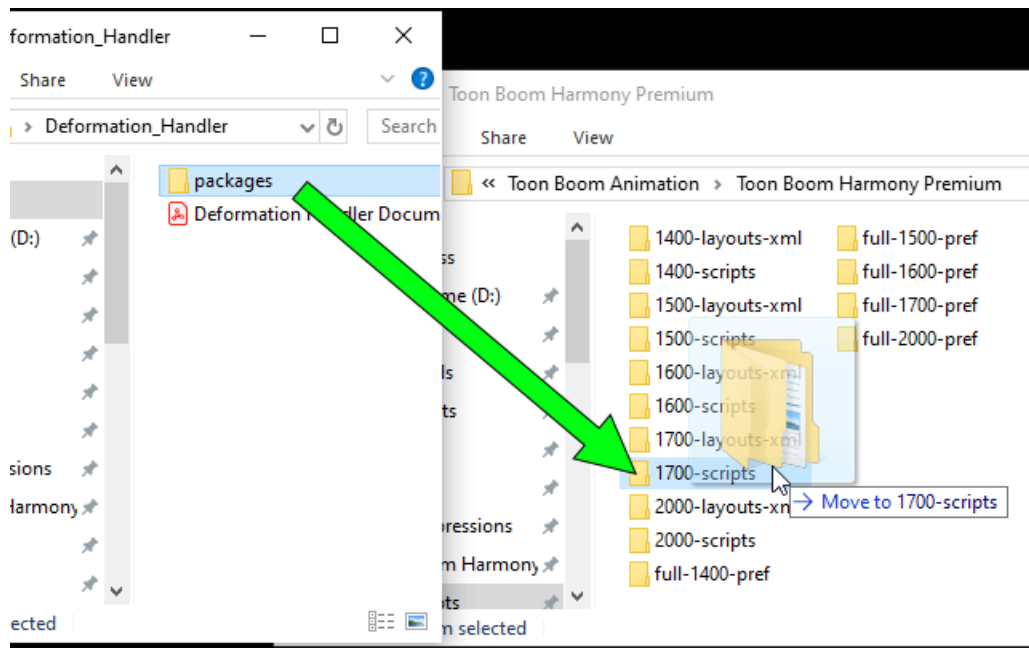 formation_Handler
Share View
Deformation_Handler
Search
packages
Deformation Handler Docum
(D:)
sions
Harmony
ected
Toon Boom Harmony Premium
Share View
« Toon Boom Animation > Toon Boom Harmony Premium
ss
me (D:)
ls
ts
pressions
m Harmony
ts
m selected
1400-layouts-xml
1400-scripts
1500-layouts-xml
1500-scripts
1600-layouts-xml
1600-scripts
1700-layouts-xml
1700-scripts
2000-layouts-xn
2000-scripts
full-1400-pref
full-1500-pref
full-1600-pref
full-1700-pref
full-2000-pref
Move to 1700-scripts